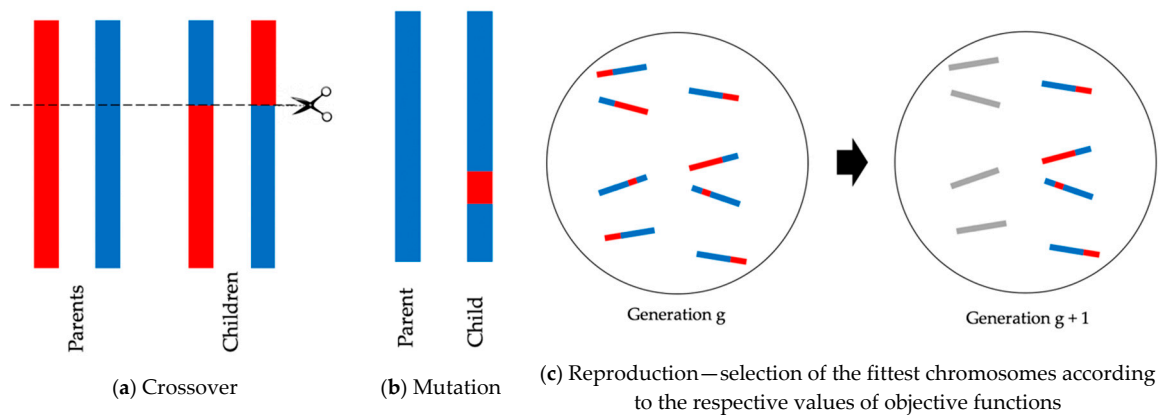 Parents
Children
(a) Crossover
Parent
Child
(b) Mutation
Generation g
Generation g + 1
(c) Reproduction—selection of the fittest chromosomes according
to the respective values of objective functions